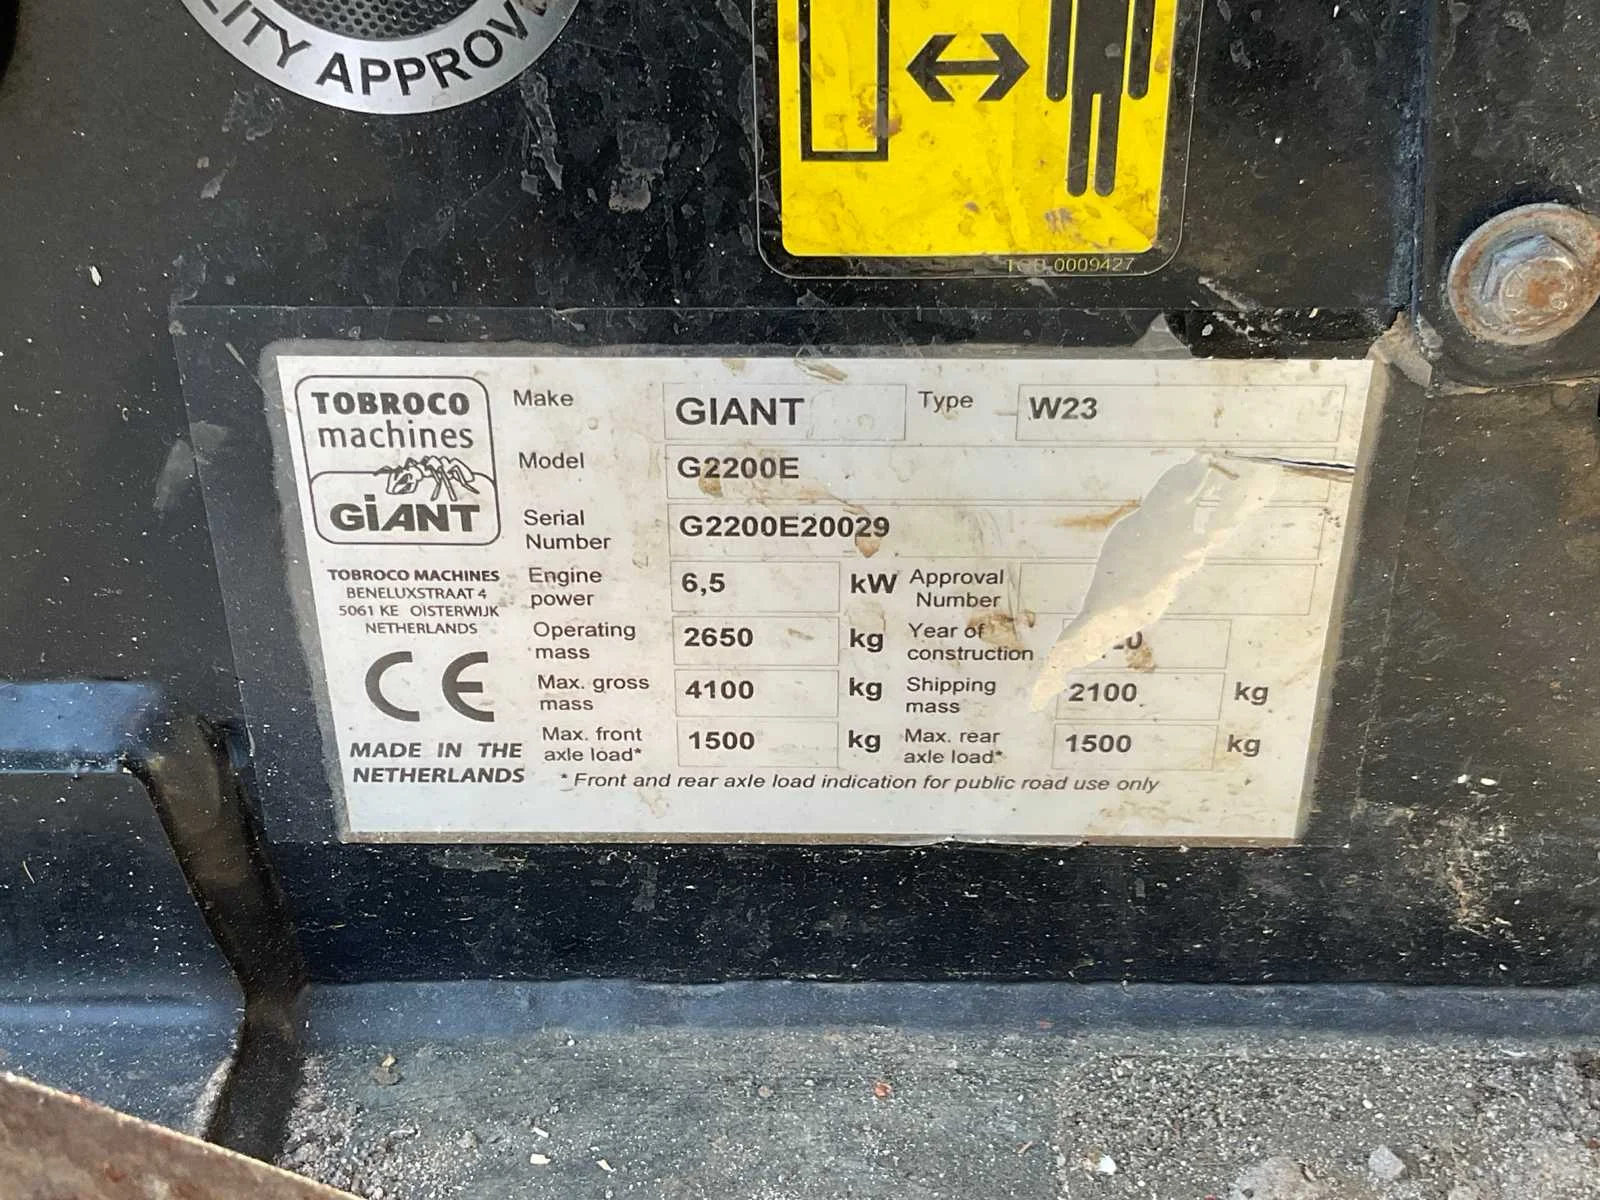 LITY APPROV
0009427
TOBROCO
machines
GiANT
TOBROCO MACHINES
BENELUXSTRAAT 4
5061 KE OISTERWIJK
NETHERLANDS
CE
MADE IN THE
NETHERLANDS
Make GIANT Type W23
Model G2200E
Serial Number G2200E20029
Engine power 6,5 kW Approval Number
Operating mass 2650 kg Year of construction
Max. gross mass 4100 kg Shipping mass 2100 kg
Max. front axle load* 1500 kg Max. rear axle load* 1500 kg
* Front and rear axle load indication for public road use only